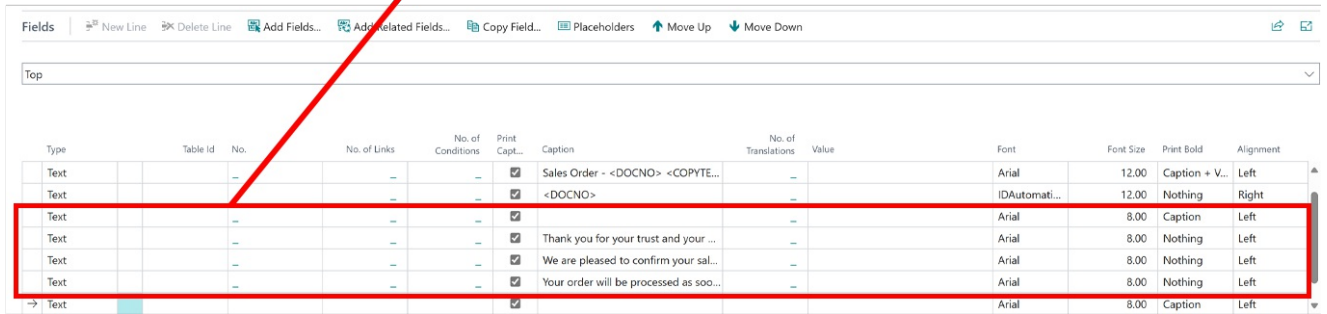 Fields New Line Delete Line Add Fields... Add Related Fields... Copy Field... Placeholders Move Up Move Down
Top
Type Table Id No. No. of Links No. of Conditions Print Capt... Caption No. of Translations Value Font Font Size Print Bold Alignment
Text _ _ _ Sales Order - <DOCNO> <COPYTE... _ Arial 12.00 Caption + V... Left
Text _ _ _ <DOCNO> _ IDAutomati... 12.00 Nothing Right
Text _ _ _ _ Arial 8.00 Caption Left
Text _ _ _ Thank you for your trust and your ... _ Arial 8.00 Nothing Left
Text _ _ _ We are pleased to confirm your sal... _ Arial 8.00 Nothing Left
Text _ _ _ Your order will be processed as soo... _ Arial 8.00 Nothing Left
→ Text Arial 8.00 Caption Left